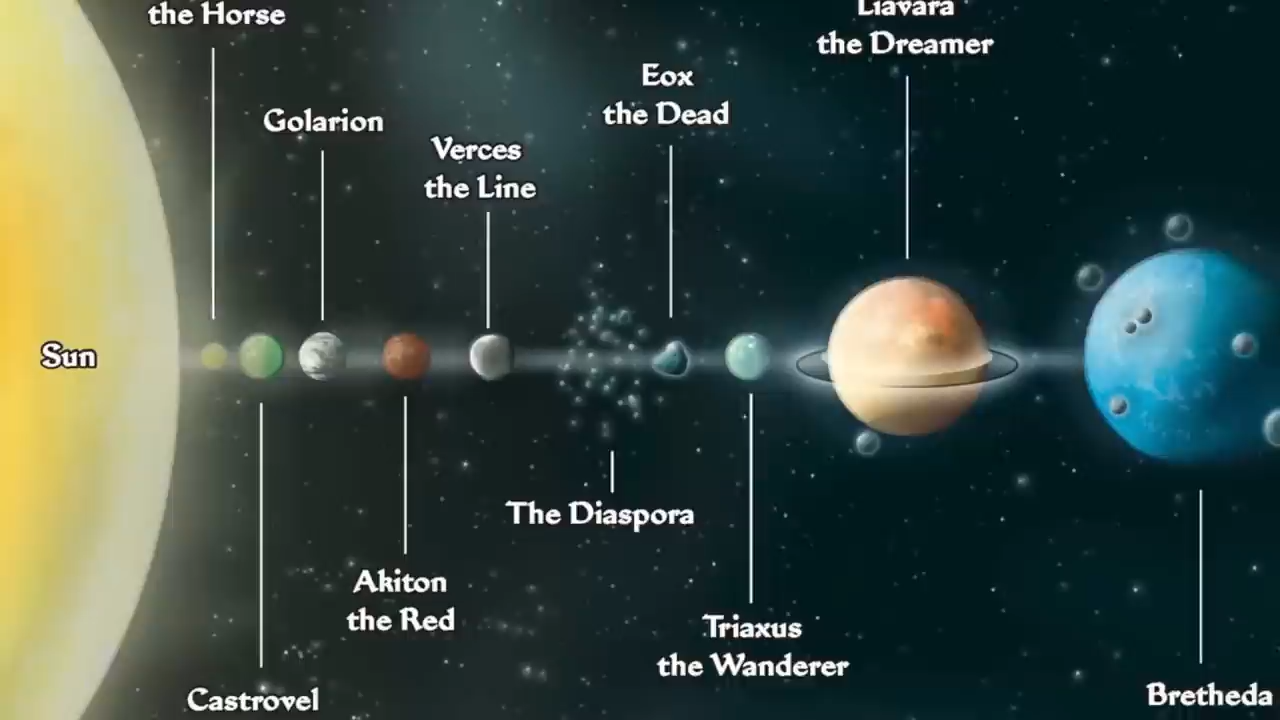 the Horse
Liavara
the Dreamer
Eox
the Dead
Golarion
Verces
the Line
Sun
The Diaspora
Akiton
the Red
Triaxus
the Wanderer
Castrovel
Bretheda